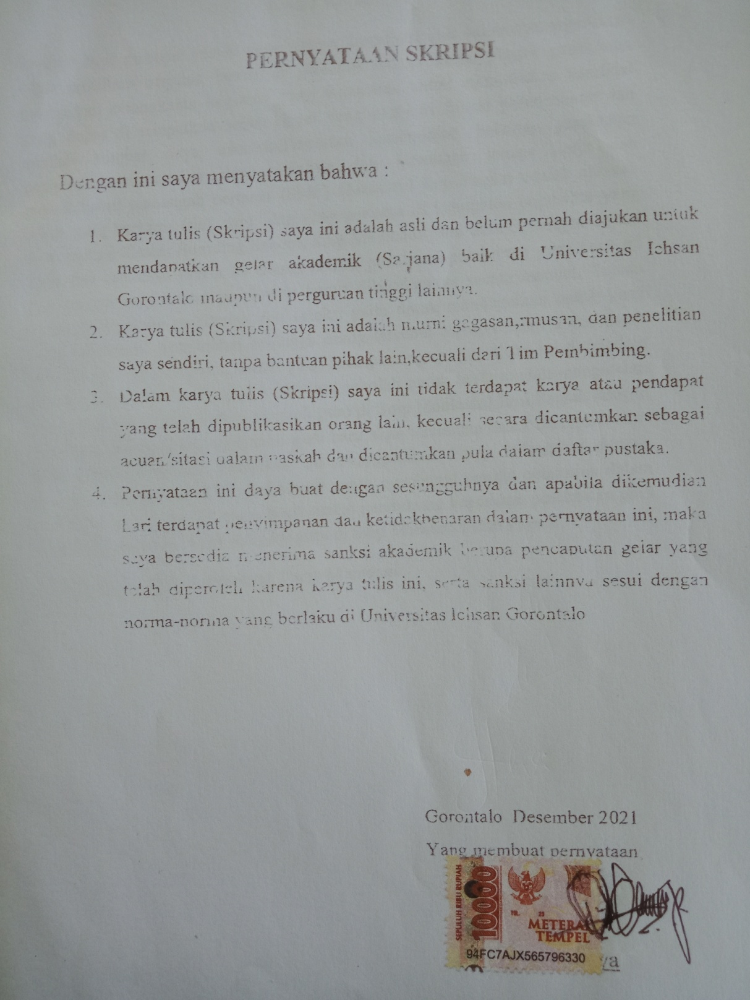 PERNYATAAN SKRIPSI
Dengan ini saya menyatakan bahwa :
1. Karya tulis (Skripsi) saya ini adalah asli dan belum pernah diajukan untuk
mendapatkan gelar akademik (Sarjana) baik di Universitas Ichsan
Gorontalo maupun di perguruan tinggi lainnya.
2. Karya tulis (Skripsi) saya ini adalah murni gagasan,rmusan, dan penelitian
saya sendiri, tanpa bantuan pihak lain,kecuali dari Tim Pembimbing.
3. Dalam karya tulis (Skripsi) saya ini tidak terdapat karya atau pendapat
yang telah dipublikasikan orang lain, kecuali secara dicantumkan sebagai
acuan/sitasi dalam naskah dan dicantumkan pula dalam daftar pustaka.
4. Pernyataan ini daya buat dengan sesungguhnya dan apabila dikemudian
hari terdapat penyimpanan dan ketidakbenaran dalam pernyataan ini, maka
saya bersedia menerima sanksi akademik berupa pencaputan gelar yang
telah diperoleh karena karya tulis ini, serta sanksi lainnya sesui dengan
norma-norma yang berlaku di Universitas Ichsan Gorontalo
Gorontalo Desember 2021
Yang membuat pernyataan
SEPULUH RIBU RUPIAH
10000
TGL. 20
METERAI
TEMPEL
94FC7AJX565796330